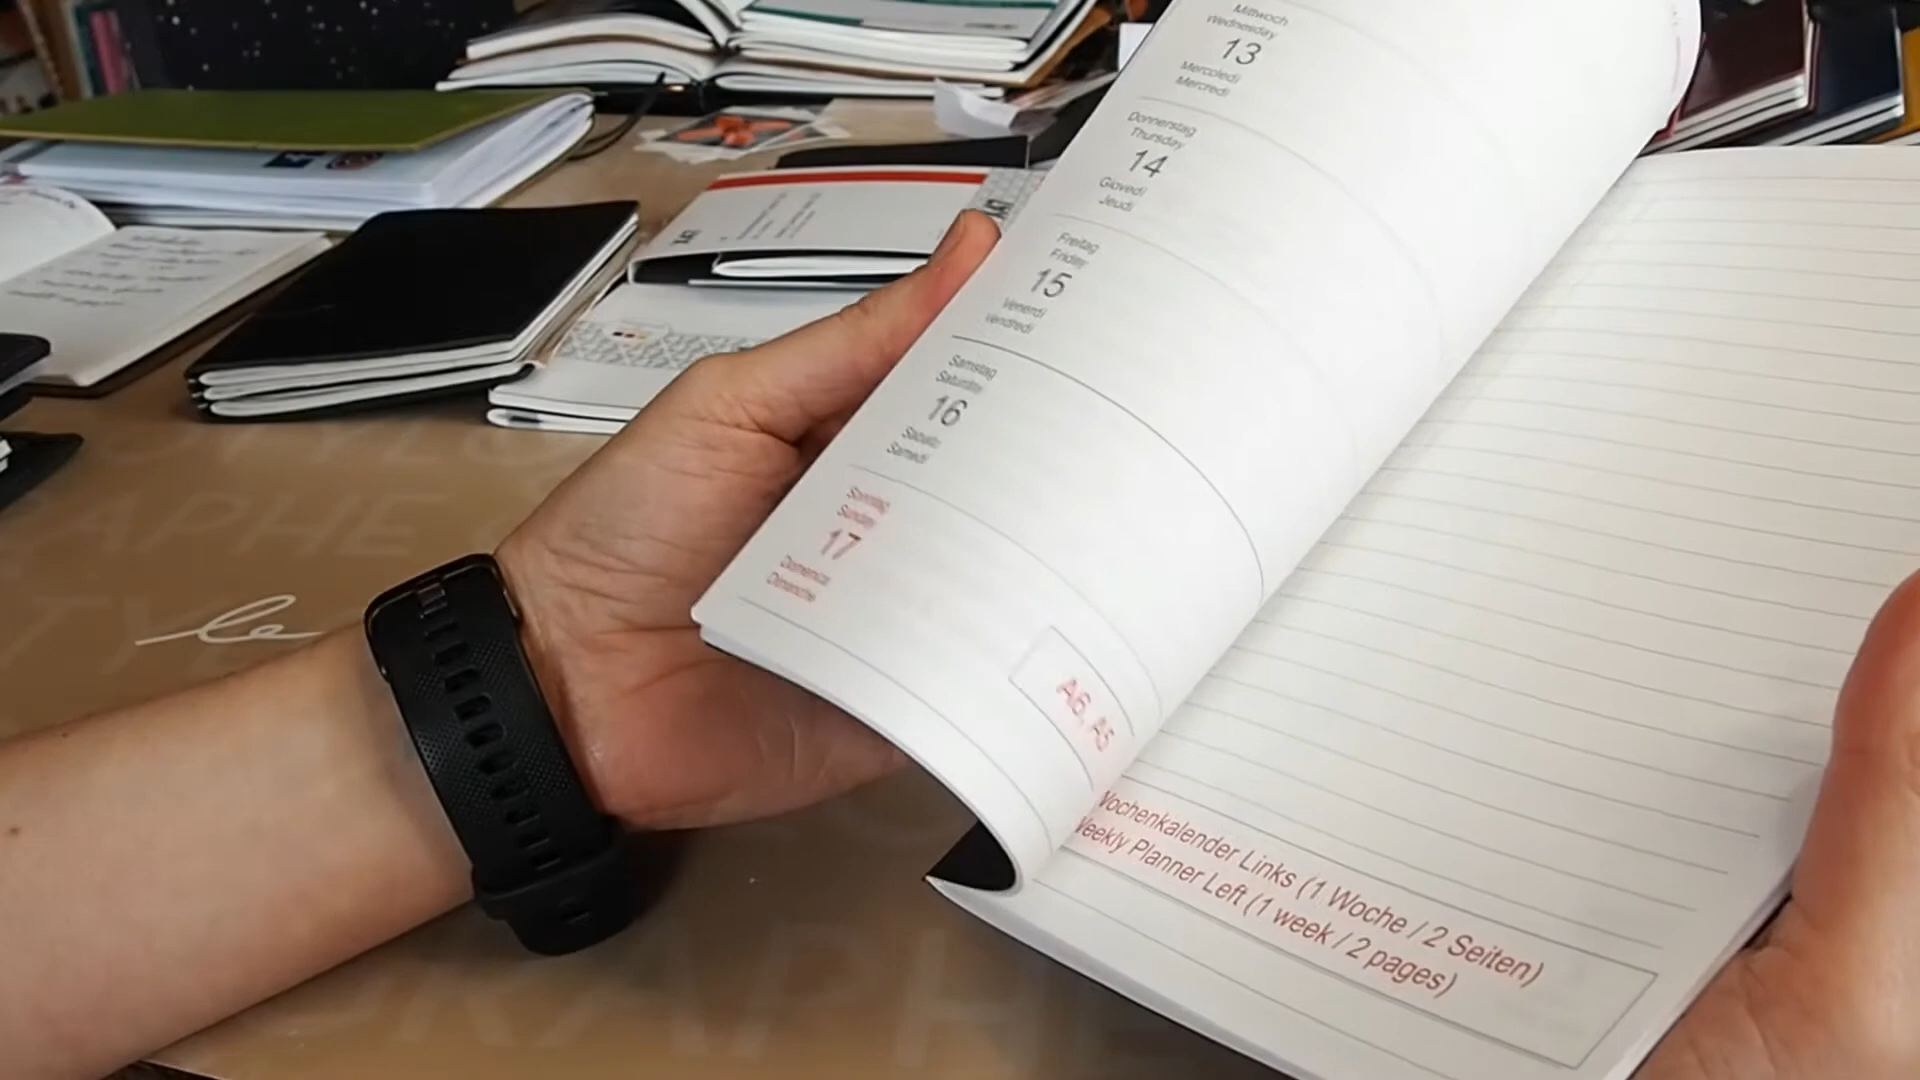 Mittwoch
Wednesday
13
Mercoledì
Mercredi
Donnerstag
Thursday
14
Giovedì
Jeudi
Freitag
Friday
15
Venerdì
Vendredi
Samstag
Saturday
16
Sabato
Samedi
Sonntag
Sunday
17
Domenica
Dimanche
A6, A5
Wochenkalender Links (1 Woche / 2 Seiten)
Weekly Planner Left (1 week / 2 pages)
le
APHE